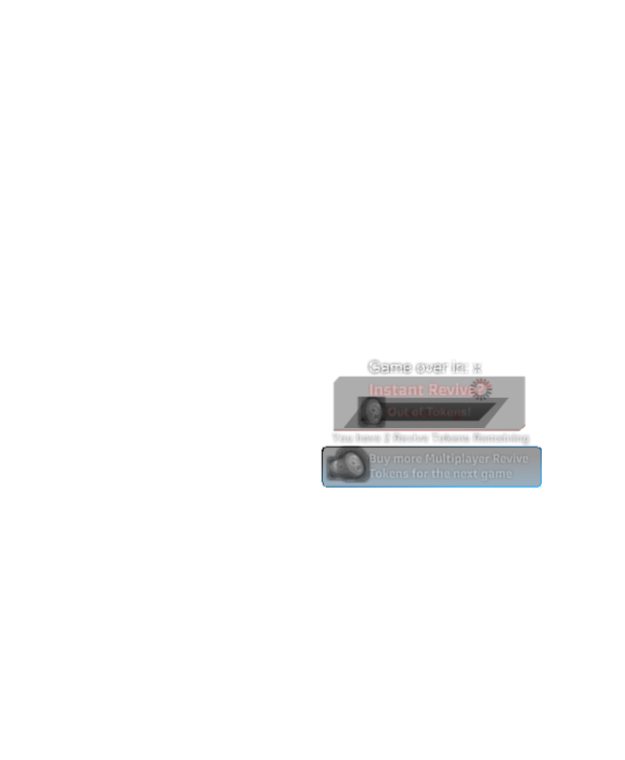 Game over in: x
Instant Revive?
Out of Tokens!
You have 2 Revive Tokens Remaining
Buy more Multiplayer Revive
Tokens for the next game